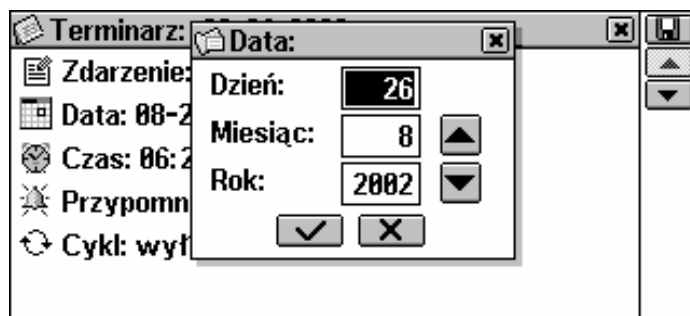 Terminarz:
Zdarzenie:
Data: 08-2
Czas: 06:2
Przypomn
Cykl: wył
Data:
Dzień: 26
Miesiąc: 8
Rok: 2002